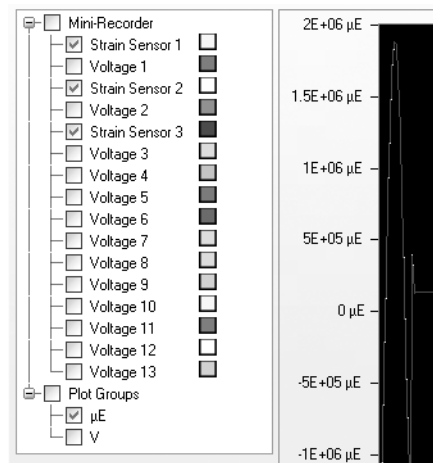 Mini-Recorder
Strain Sensor 1
Voltage 1
Strain Sensor 2
Voltage 2
Strain Sensor 3
Voltage 3
Voltage 4
Voltage 5
Voltage 6
Voltage 7
Voltage 8
Voltage 9
Voltage 10
Voltage 11
Voltage 12
Voltage 13
Plot Groups
µE
V
2E+06 µE
1.5E+06 µE
1E+06 µE
5E+05 µE
0 µE
-5E+05 µE
-1E+06 µE